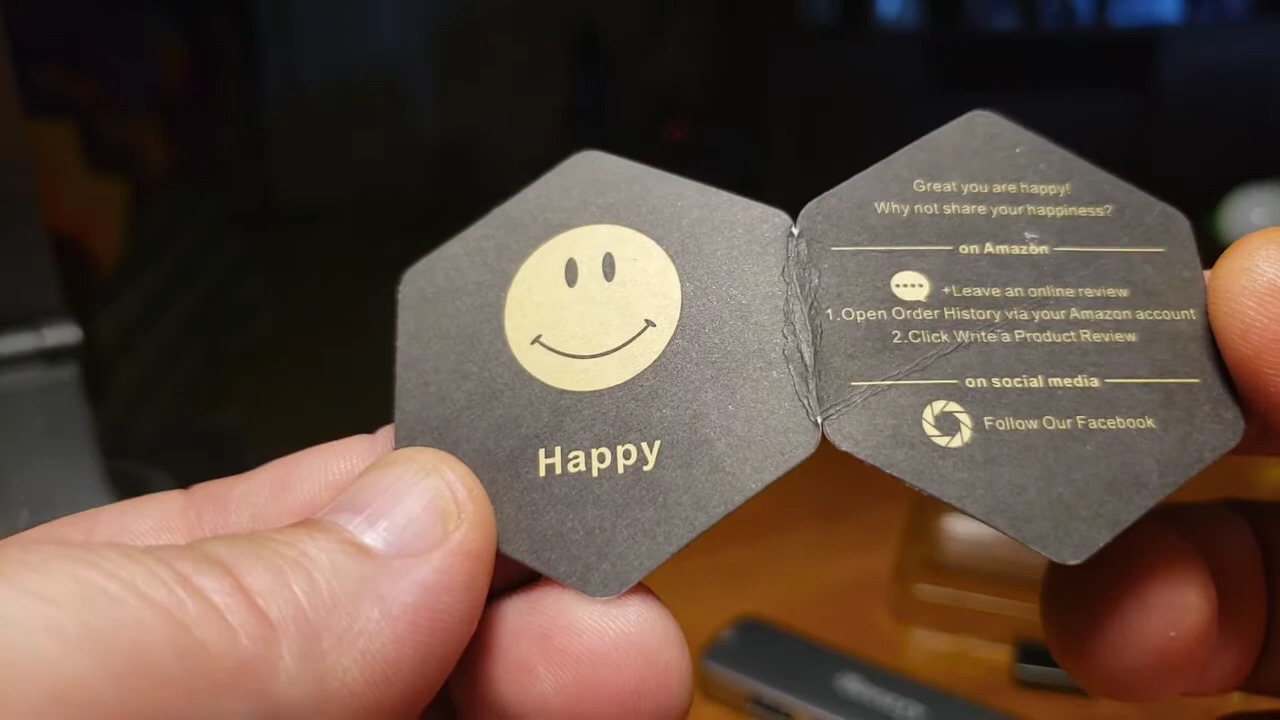 Happy
Great you are happy!
Why not share your happiness?
on Amazon
+Leave an online review
1.Open Order History via your Amazon account
2.Click Write a Product Review
on social media
Follow Our Facebook